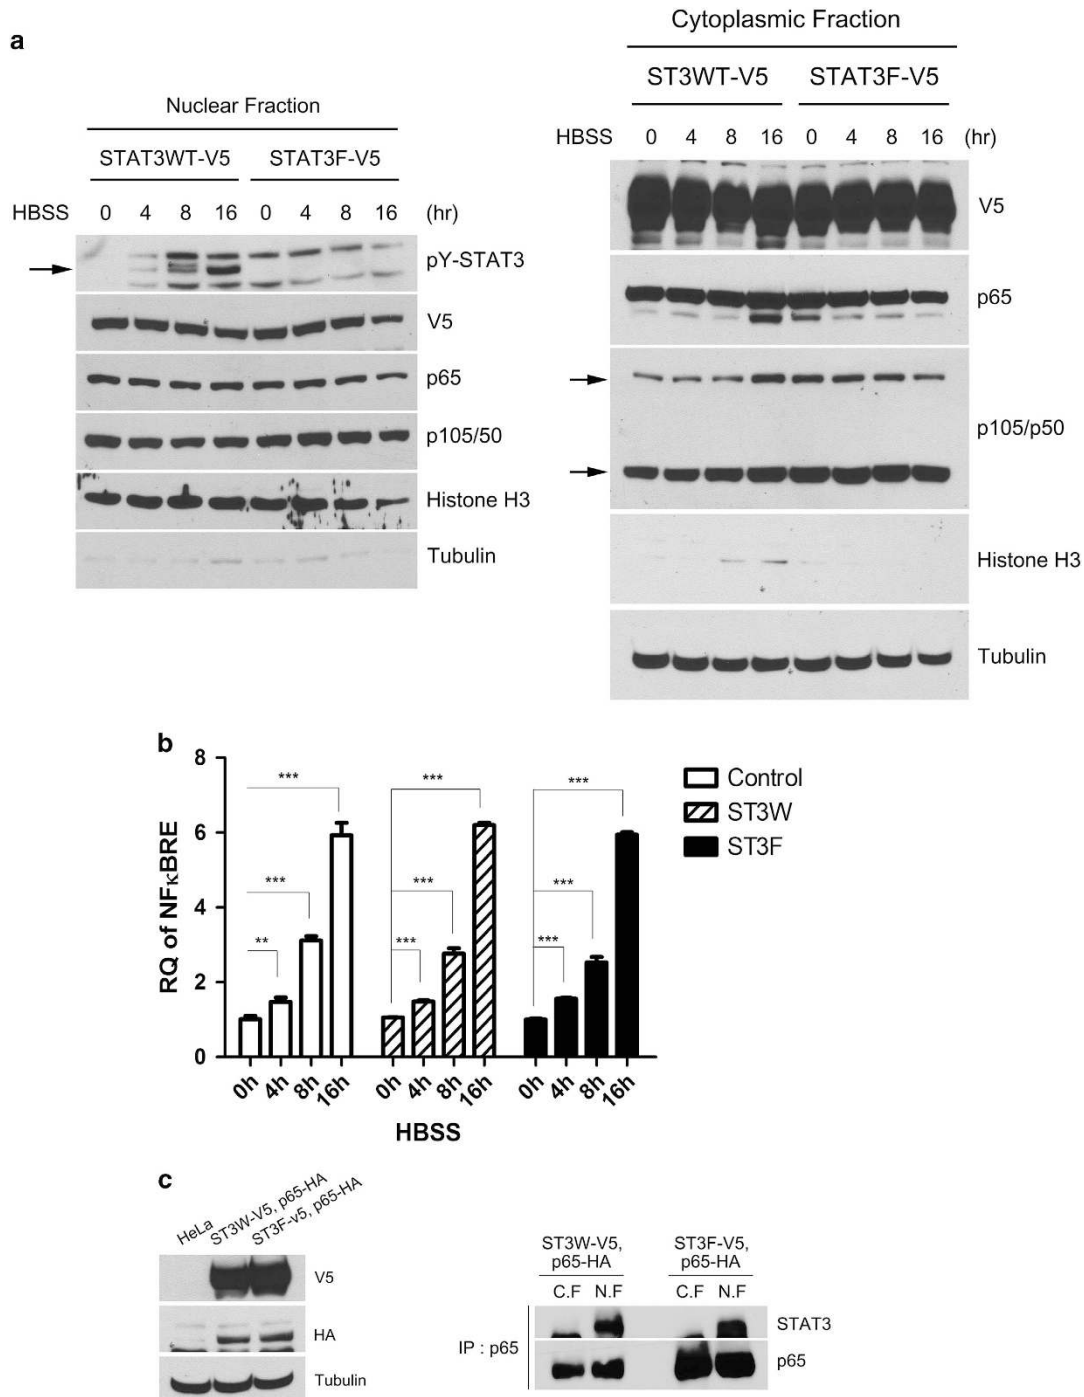 a
Nuclear Fraction
STAT3WT-V5 STAT3F-V5
HBSS 0 4 8 16 0 4 8 16 (hr)
pY-STAT3
V5
p65
p105/50
Histone H3
Tubulin
Cytoplasmic Fraction
ST3WT-V5 STAT3F-V5
HBSS 0 4 8 16 0 4 8 16 (hr)
V5
p65
p105/p50
Histone H3
Tubulin
b
RQ of NFκBRE
8
6
4
2
0
*** *** ***
*** *** ***
** *** ***
0h 4h 8h 16h 0h 4h 8h 16h 0h 4h 8h 16h
HBSS
Control
ST3W
ST3F
c
HeLa
ST3W-V5, p65-HA
ST3F-v5, p65-HA
V5
HA
Tubulin
ST3W-V5, ST3F-V5,
p65-HA p65-HA
C.F N.F C.F N.F
IP : p65
STAT3
p65